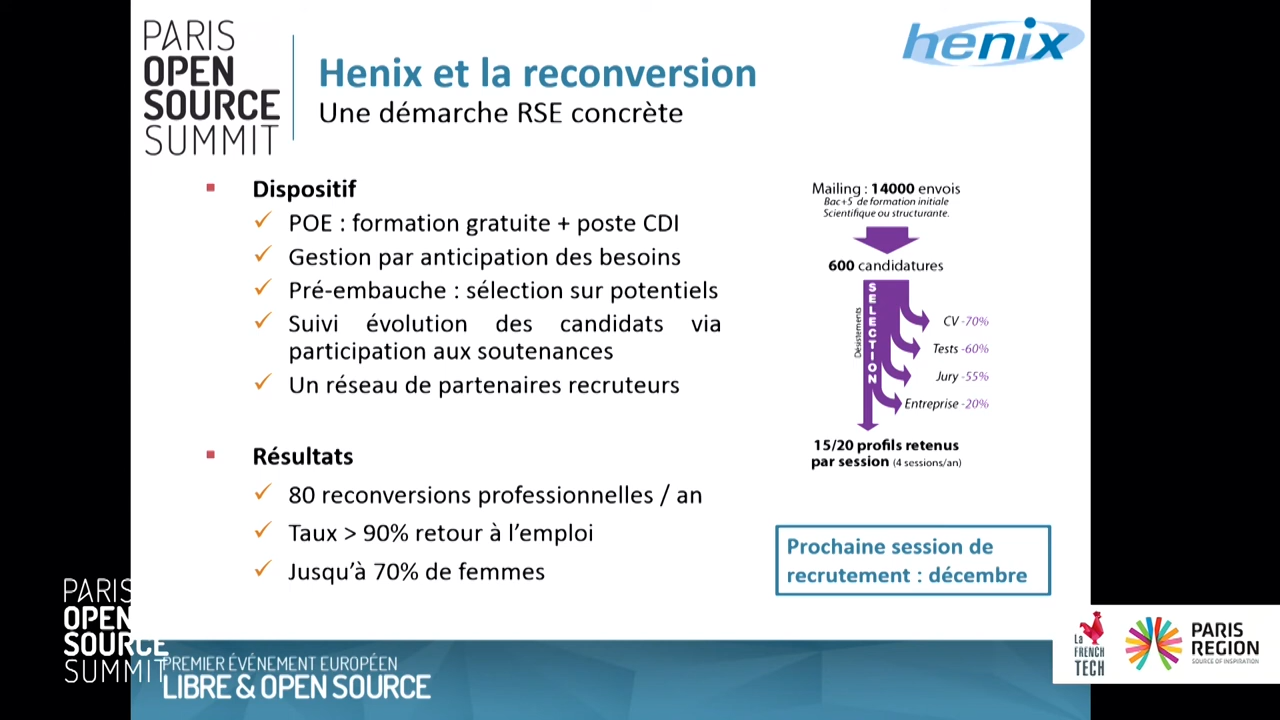 PARIS
OPEN
SOURCE
SUMMIT
henix
Henix et la reconversion
Une démarche RSE concrète
Dispositif
POE : formation gratuite + poste CDI
Gestion par anticipation des besoins
Pré-embauche : sélection sur potentiels
Suivi évolution des candidats via
participation aux soutenances
Un réseau de partenaires recruteurs
Résultats
80 reconversions professionnelles / an
Taux > 90% retour à l’emploi
Jusqu’à 70% de femmes
Mailing : 14000 envois
Bac+5 de formation initiale
Scientifique ou structurante.
600 candidatures
SELECTION
Désistements
CV -70%
Tests -60%
Jury -55%
Entreprise -20%
15/20 profils retenus
par session (4 sessions/an)
Prochaine session de
recrutement : décembre
PARIS
OPEN
SOURCE
SUMMIT
PREMIER ÉVÉNEMENT EUROPÉEN
LIBRE & OPEN SOURCE
La
FRENCH
TECH
PARIS
REGION
SOURCE OF INSPIRATION